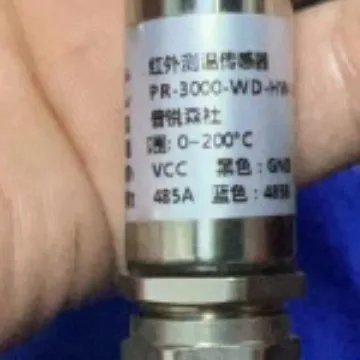 红外测温传感器
PR-3000-WD-HW
普锐森社
围: 0~200°C
VCC 黑色: GND
485A 蓝色: 485B